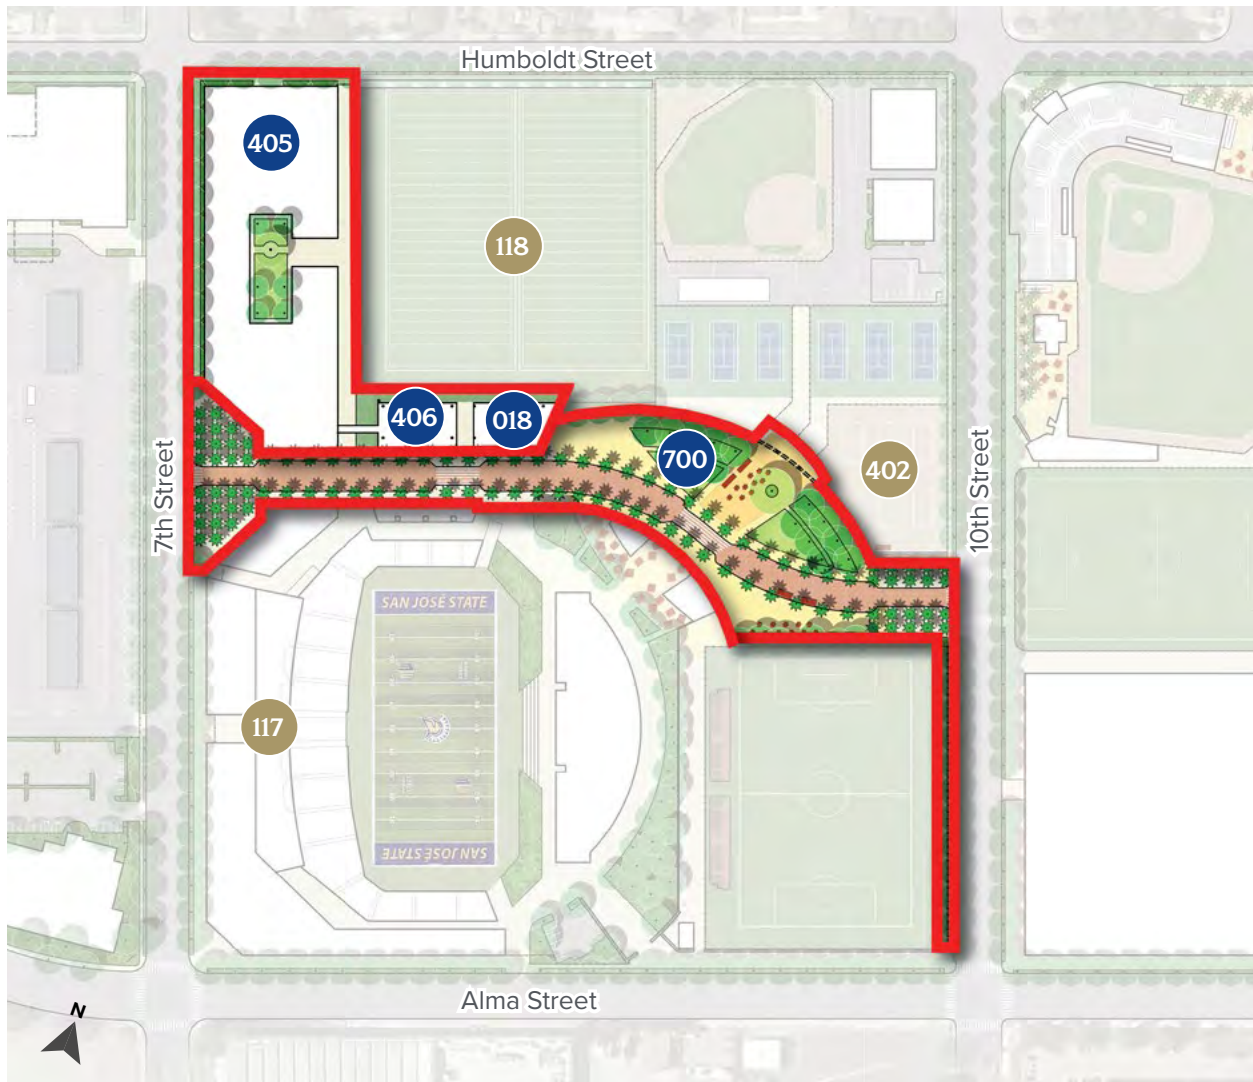 Humboldt Street
405
118
406
018
700
402
7th Street
10th Street
SAN JOSÉ STATE
117
SAN JOSÉ STATE
Alma Street
N